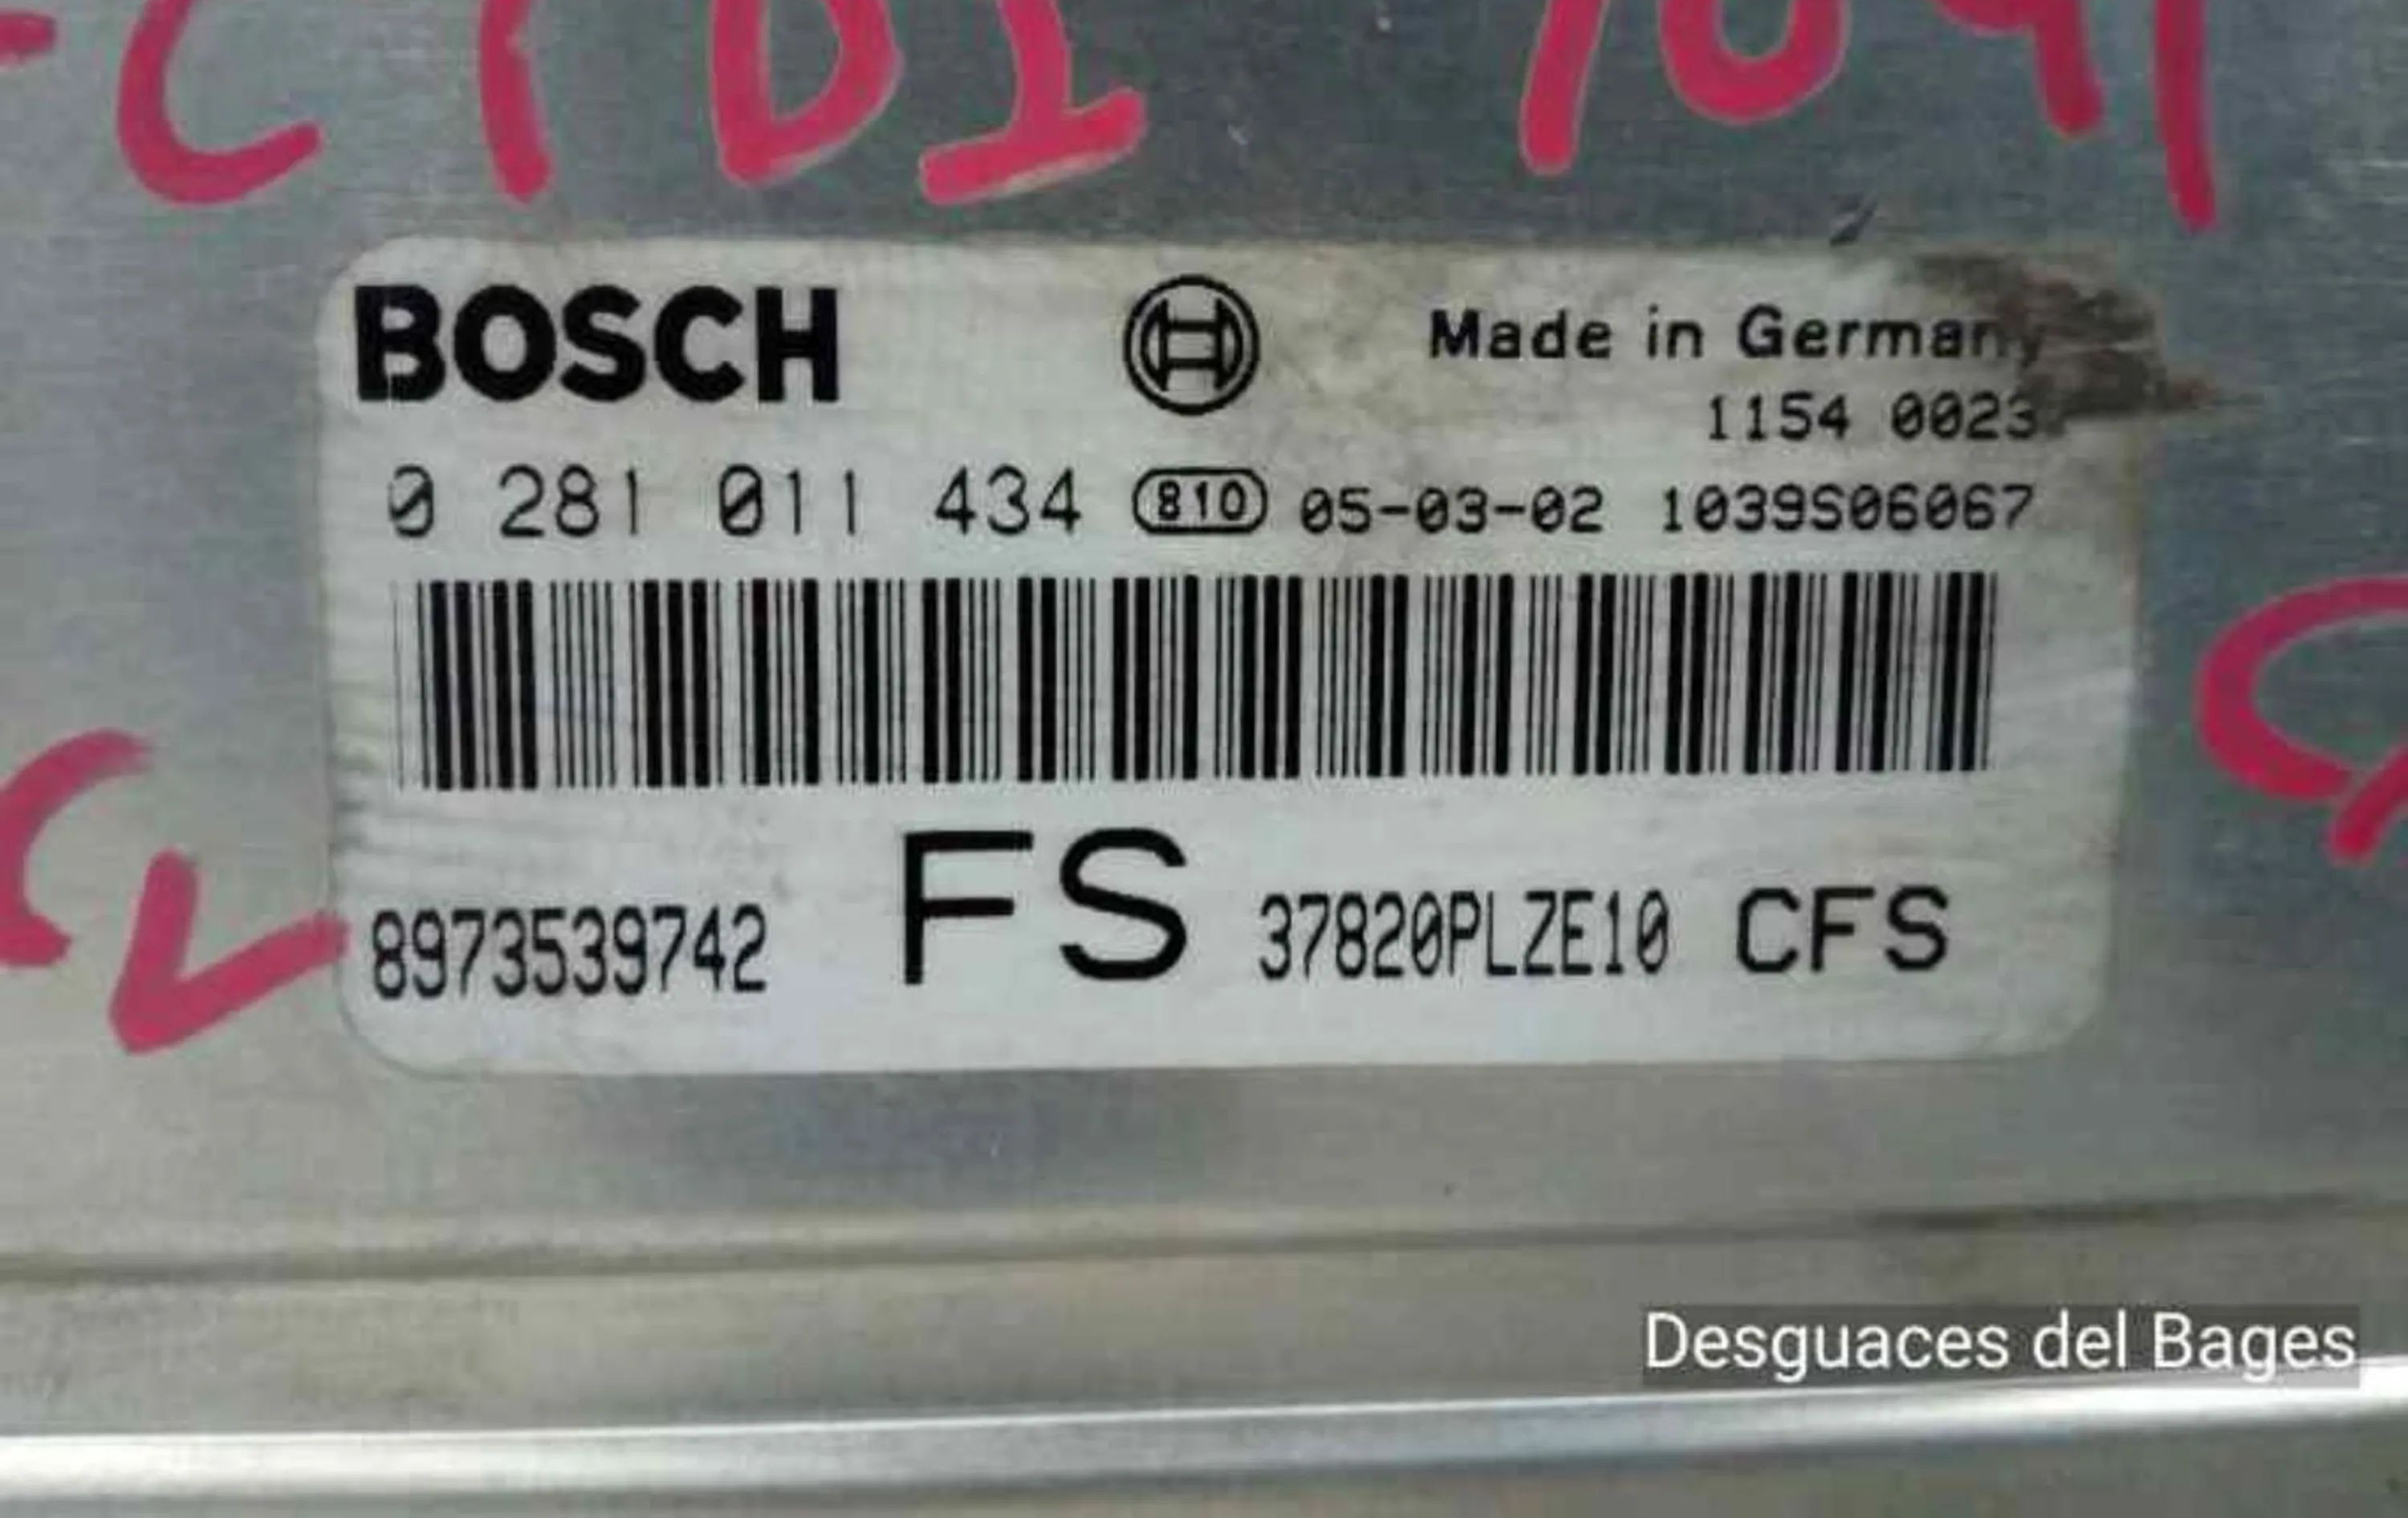 CTDI
BOSCH
Made in Germany
1154 0023
0 281 011 434 810 05-03-02 1039S06067
8973539742 FS 37820PLZE10 CFS
Desguaces del Bages